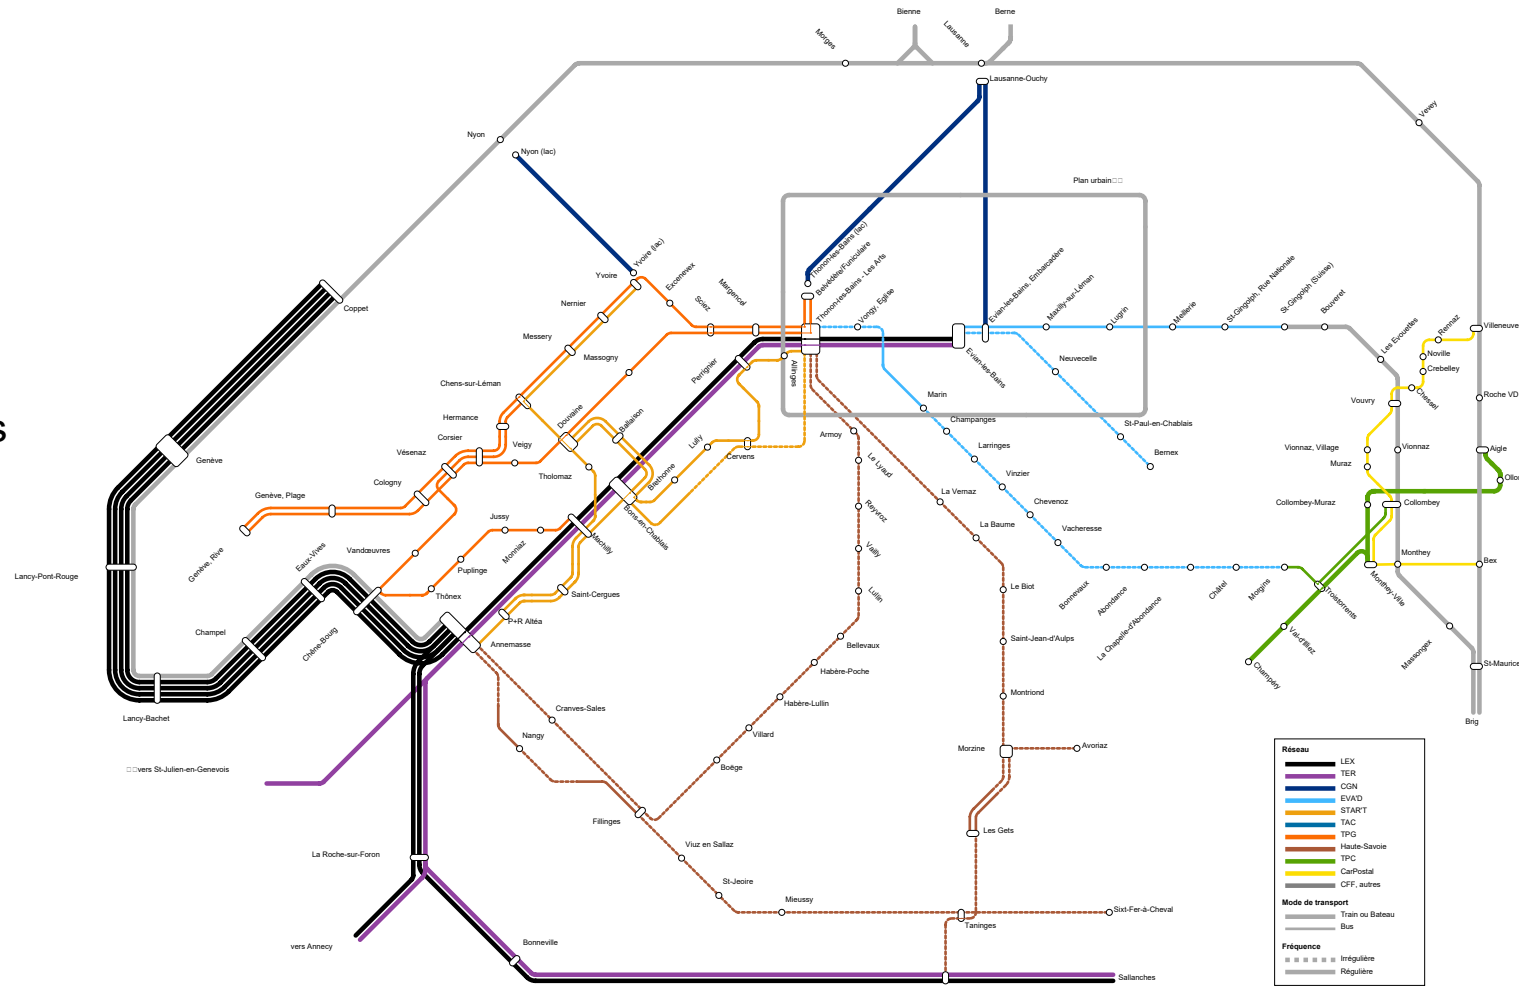 Bienne
Berne
Morges
Lausanne
Lausanne-Ouchy
Vevey
Nyon
Nyon (lac)
Plan urbain
Coppet
Yvoire (lac)
Yvoire
Excenevex
Sciez
Margencel
Thonon-les-Bains (lac)
Belvédère/Funiculaire
Thonon-les-Bains - Les Arts
Vongy, Eglise
Evian-les-Bains, Embarcadère
Maxilly-sur-Léman
Lugrin
Meillerie
St-Gingolph, Rue Nationale
St-Gingolph (Suisse)
Bouveret
Les Evouettes
Rennaz
Villeneuve
Noville
Crebelley
Chessel
Roche VD
Nernier
Messery
Massogny
Chens-sur-Léman
Hermance
Corsier
Vésenaz
Veigy
Douvaine
Ballaison
Perrignier
Allinges
Evian-les-Bains
Neuvecelle
Marin
Champanges
St-Paul-en-Chablais
Bernex
Vouvry
Vionnaz, Village
Vionnaz
Muraz
Aigle
Ollon
Collombey-Muraz
Collombey
Genève
Cologny
Genève, Plage
Genève, Rive
Tholomaz
Lully
Brethonne
Cervens
Bons-en-Chablais
Machilly
Armoy
Le Lyaud
Reyvroz
Vailly
Lullin
Larringes
Vinzier
Chevenoz
Vacheresse
La Vernaz
La Baume
Le Biot
Bonnevaux
Abondance
La Chapelle-d'Abondance
Châtel
Morgins
Troistorrents
Val-d'Illiez
Champéry
Monthey
Monthey-Ville
Bex
Massongex
St-Maurice
Brig
Lancy-Pont-Rouge
Eaux-Vives
Vandœuvres
Jussy
Monniaz
Puplinge
Thônex
Saint-Cergues
P+R Altéa
Annemasse
Champel
Chêne-Bourg
Lancy-Bachet
Saint-Jean-d'Aulps
Montriond
Morzine
Avoriaz
Les Gets
Bellevaux
Habère-Poche
Habère-Lullin
Villard
Boëge
Cranves-Sales
Nangy
Fillinges
Viuz en Sallaz
St-Jeoire
Mieussy
Taninges
Sixt-Fer-à-Cheval
vers St-Julien-en-Genevois
La Roche-sur-Foron
vers Annecy
Bonneville
Sallanches
Réseau
LEX
TER
CGN
EVA'D
STAR'T
TAC
TPG
Haute-Savoie
TPC
CarPostal
CFF, autres
Mode de transport
Train ou Bateau
Bus
Fréquence
Irrégulière
Régulière
s